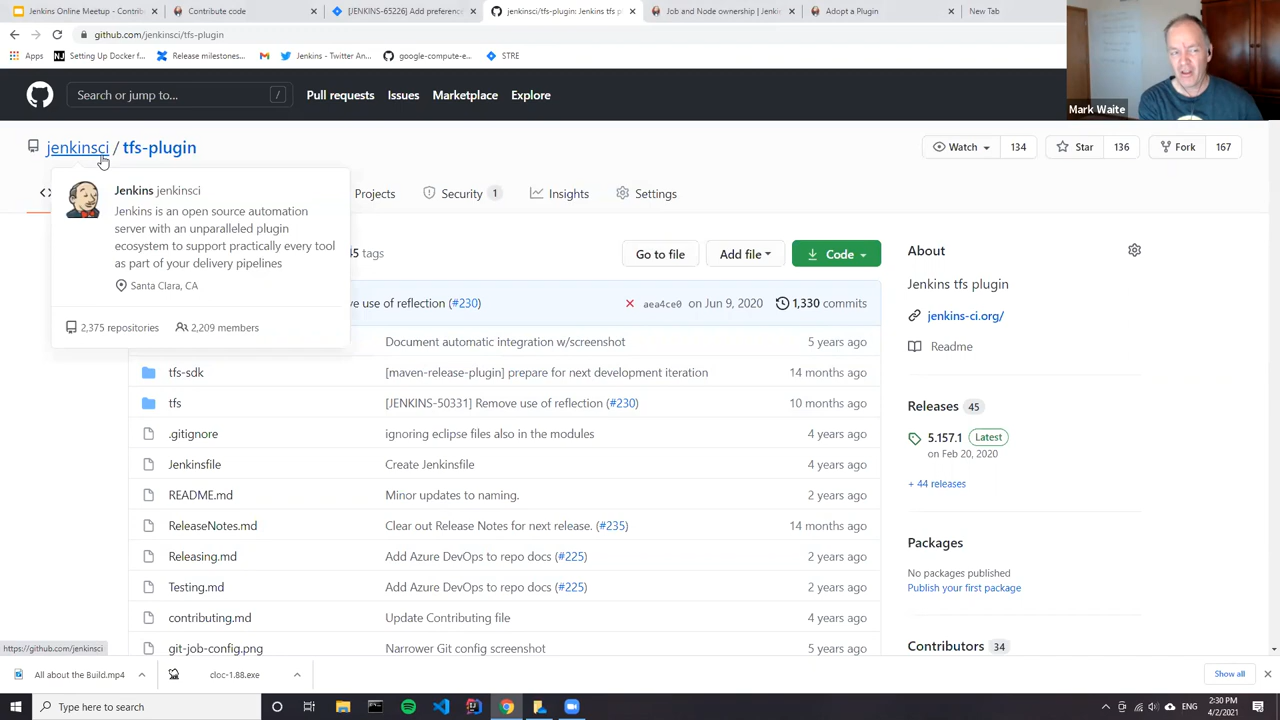 Jenkins Online Meetup - Contribut
Contribute code
[JENKINS-65226] Add preference
jenkinsci/tfs-plugin: Jenkins tfs p
Job and Node ownership | Jenkin
Adopt a Plugin
New Tab
github.com/jenkinsci/tfs-plugin
Apps
Setting Up Docker f...
Release milestones...
Jenkins - Twitter An...
google-compute-e...
STRE
Mark Waite
Search or jump to...
/
Pull requests
Issues
Marketplace
Explore
jenkinsci / tfs-plugin
Watch
134
Star
136
Fork
167
Jenkins jenkinsci
Jenkins is an open source automation
server with an unparalleled plugin
ecosystem to support practically every tool
as part of your delivery pipelines
Santa Clara, CA
2,375 repositories
2,209 members
Projects
Security 1
Insights
Settings
45 tags
Go to file
Add file
Code
ve use of reflection (#230)
aea4ce0 on Jun 9, 2020
1,330 commits
Document automatic integration w/screenshot
5 years ago
tfs-sdk
[maven-release-plugin] prepare for next development iteration
14 months ago
tfs
[JENKINS-50331] Remove use of reflection (#230)
10 months ago
.gitignore
ignoring eclipse files also in the modules
4 years ago
Jenkinsfile
Create Jenkinsfile
4 years ago
README.md
Minor updates to naming.
2 years ago
ReleaseNotes.md
Clear out Release Notes for next release. (#235)
14 months ago
Releasing.md
Add Azure DevOps to repo docs (#225)
2 years ago
Testing.md
Add Azure DevOps to repo docs (#225)
2 years ago
contributing.md
Update Contributing file
4 years ago
git-job-config.png
Narrower Git config screenshot
5 years ago
About
Jenkins tfs plugin
jenkins-ci.org/
Readme
Releases 45
5.157.1 Latest
on Feb 20, 2020
+ 44 releases
Packages
No packages published
Publish your first package
Contributors 34
https://github.com/jenkinsci
All about the Build.mp4
cloc-1.88.exe
Show all
Type here to search
ENG
2:30 PM
4/2/2021